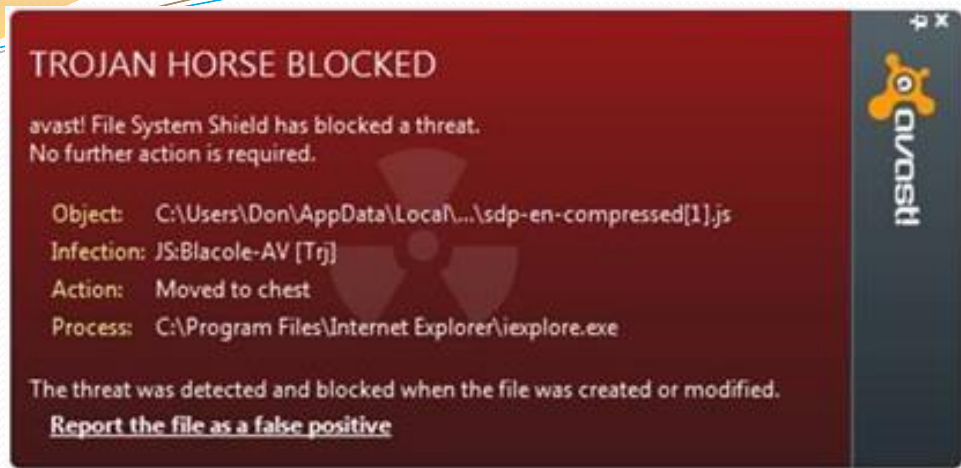 TROJAN HORSE BLOCKED
avast! File System Shield has blocked a threat.
No further action is required.
Object: C:\Users\Don\AppData\Local\...\sdp-en-compressed[1].js
Infection: JS:Blacole-AV [Trj]
Action: Moved to chest
Process: C:\Program Files\Internet Explorer\iexplore.exe
The threat was detected and blocked when the file was created or modified.
Report the file as a false positive
avast!